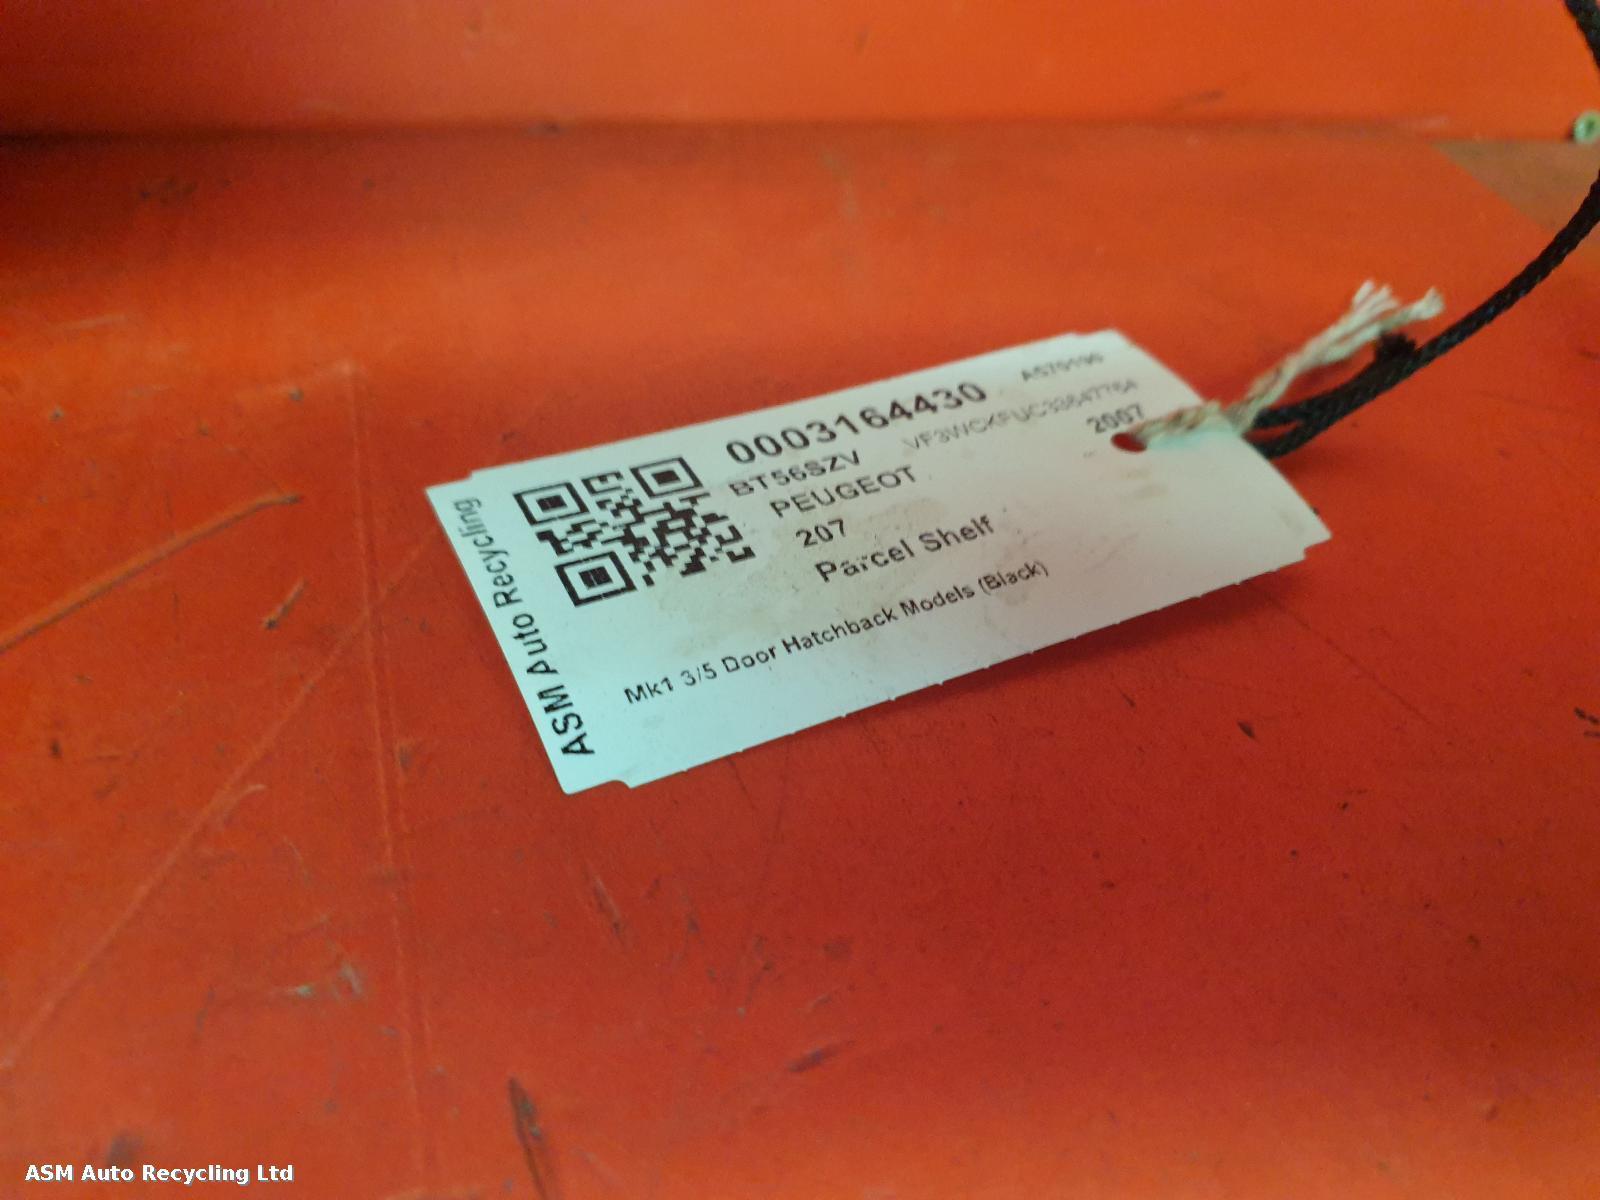 0003164430
BT56SZV
2007
PEUGEOT
207
Parcel Shelf
Mk1 3/5 Door Hatchback Models (Black)
ASM Auto Recycling
ASM Auto Recycling Ltd